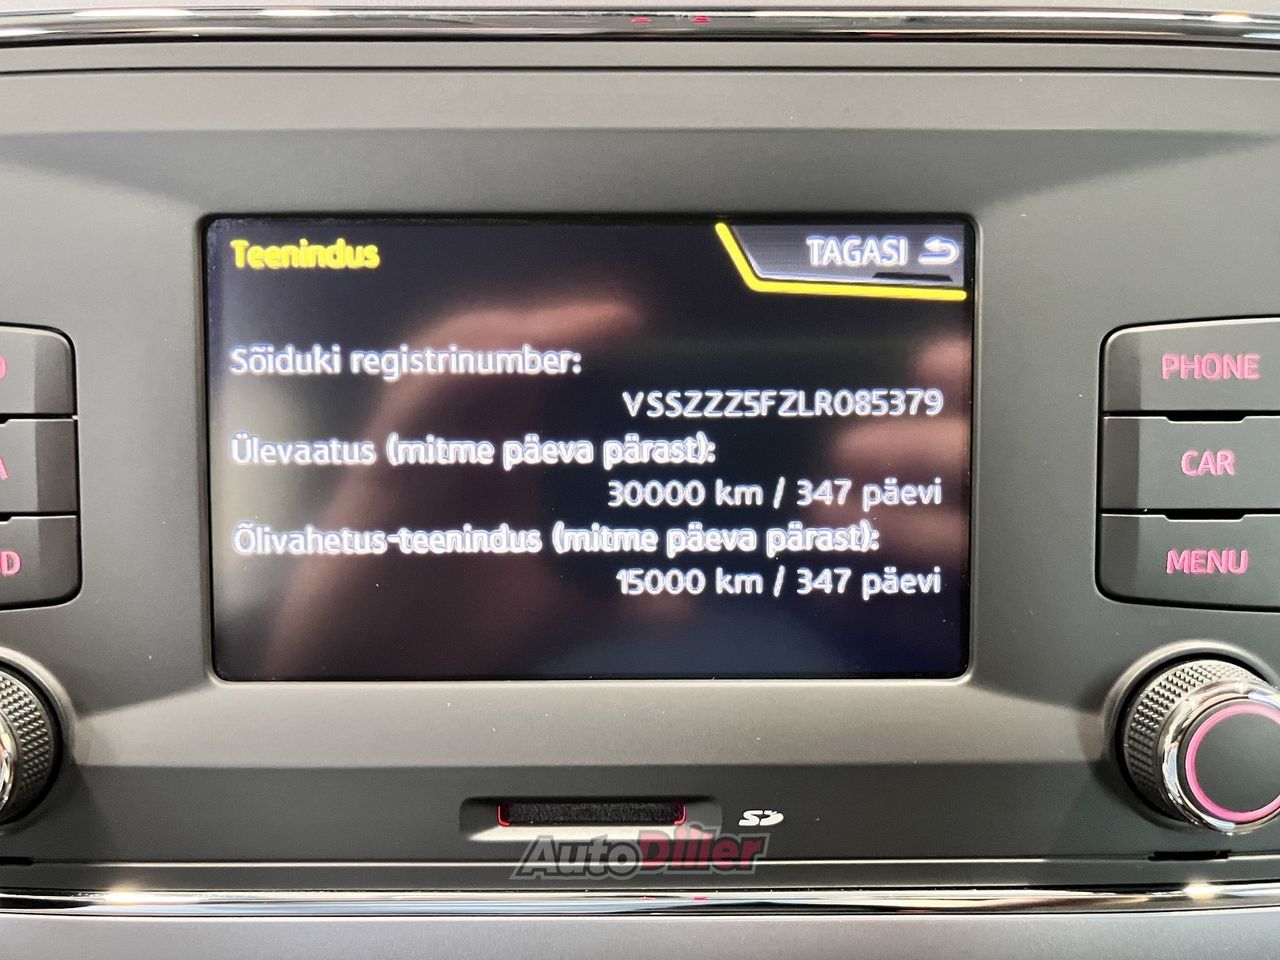 Teenindus
TAGASI
Sõiduki registrinumber:
VSSZZZ5FZLR085379
Ülevaatus (mitme päeva pärast):
30000 km / 347 päevi
Õlivahetus-teenindus (mitme päeva pärast):
15000 km / 347 päevi
PHONE
CAR
MENU
SD
AutoDiiler